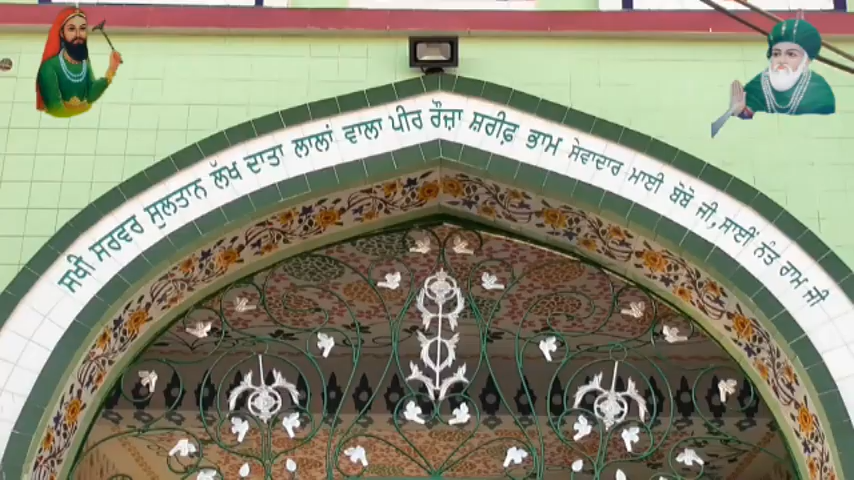 ਸਖੀ ਸਰਵਰ ਸੁਲਤਾਨ ਲੱਖ ਦਾਤਾ ਲਾਲਾਂ ਵਾਲਾ ਪੀਰ ਰੌਜ਼ਾ ਸ਼ਰੀਫ਼ ਭਾਮ, ਸੇਵਾਦਾਰ ਮਾਈ ਬੰਬੋ ਜੀ, ਸਾਈਂ ਨੰਤ ਰਾਮ ਜੀ